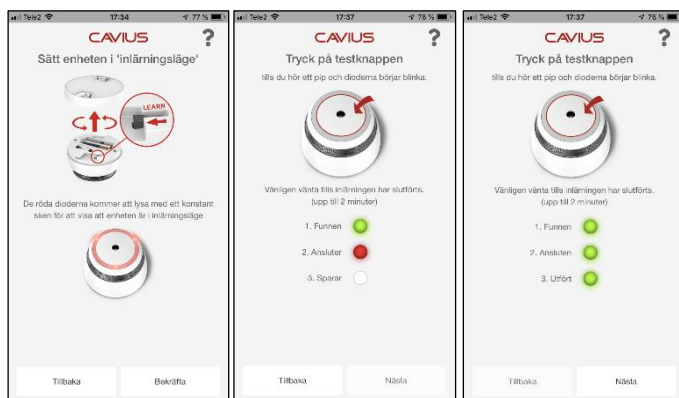 Tele2
17:34
77 %
CAVIUS
?
Sätt enheten i 'inlärningsläge'
LEARN
De röda dioderna kommer att lysa med ett konstant
sken för att visa att enheten är i inlärningsläge
Tillbaka
Bekräfta
Tele2
17:37
76 %
CAVIUS
?
Tryck på testknappen
tills du hör ett pip och dioderna börjar blinka.
Vänligen vänta tills inlärningen har slutförts.
(upp till 2 minuter)
1. Funnen
2. Ansluter
3. Sparar
Tillbaka
Nästa
Tele2
17:37
76 %
CAVIUS
?
Tryck på testknappen
tills du hör ett pip och dioderna börjar blinka.
Vänligen vänta tills inlärningen har slutförts.
(upp till 2 minuter)
1. Funnen
2. Ansluten
3. Utfört
Tillbaka
Nästa